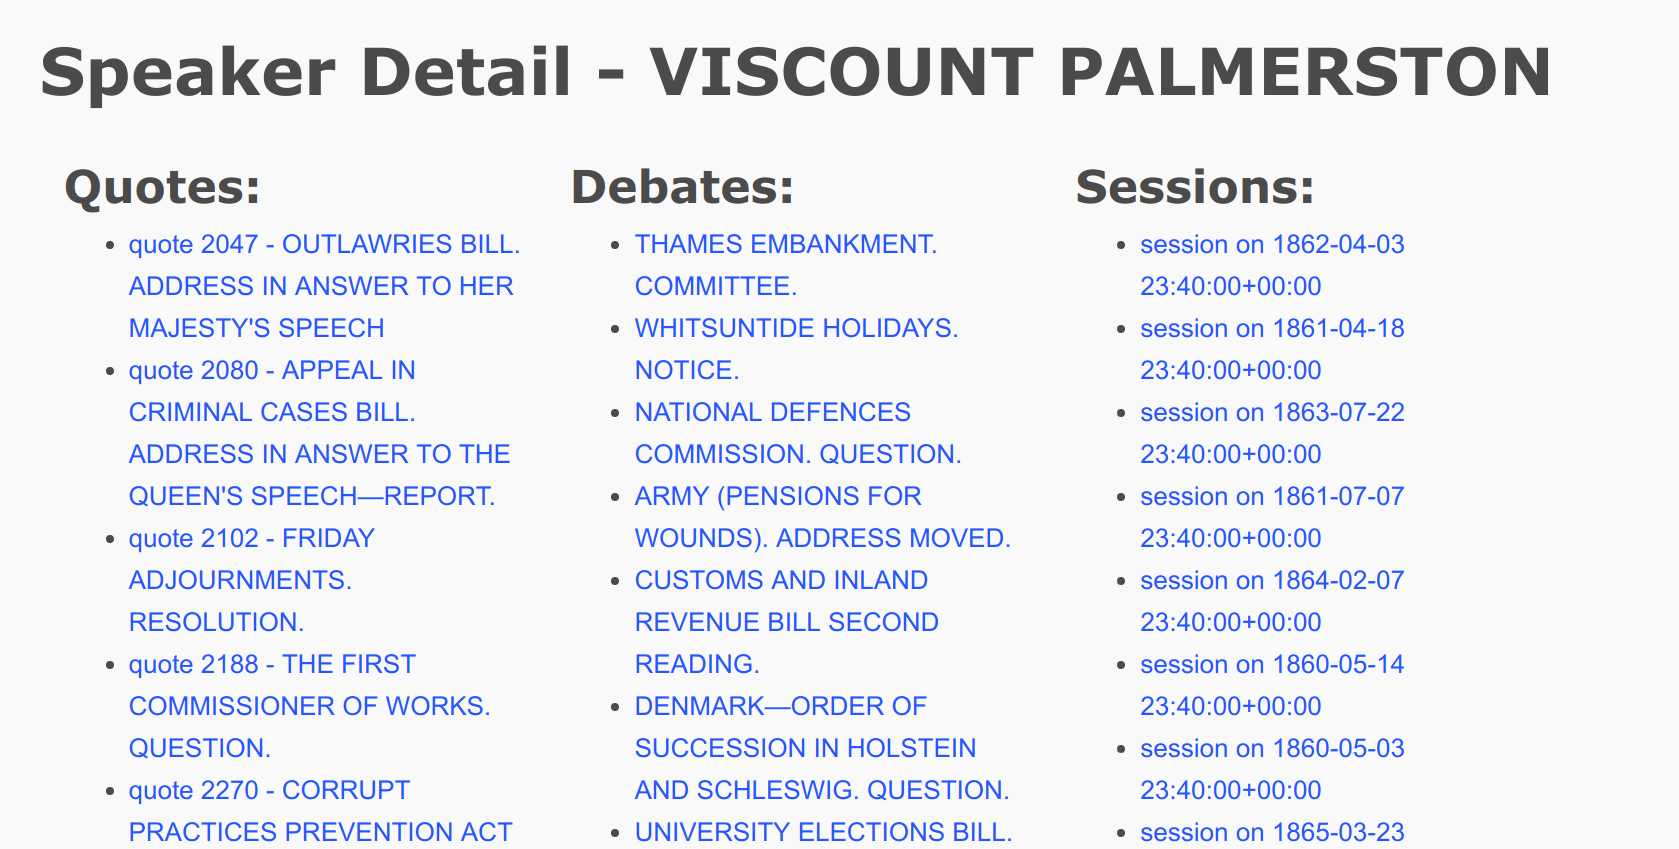 Speaker Detail - VISCOUNT PALMERSTON
Quotes:
quote 2047 - OUTLAWRIES BILL.
ADDRESS IN ANSWER TO HER
MAJESTY'S SPEECH
quote 2080 - APPEAL IN
CRIMINAL CASES BILL.
ADDRESS IN ANSWER TO THE
QUEEN'S SPEECH—REPORT.
quote 2102 - FRIDAY
ADJOURNMENTS.
RESOLUTION.
quote 2188 - THE FIRST
COMMISSIONER OF WORKS.
QUESTION.
quote 2270 - CORRUPT
PRACTICES PREVENTION ACT
Debates:
THAMES EMBANKMENT.
COMMITTEE.
WHITSUNTIDE HOLIDAYS.
NOTICE.
NATIONAL DEFENCES
COMMISSION. QUESTION.
ARMY (PENSIONS FOR
WOUNDS). ADDRESS MOVED.
CUSTOMS AND INLAND
REVENUE BILL SECOND
READING.
DENMARK—ORDER OF
SUCCESSION IN HOLSTEIN
AND SCHLESWIG. QUESTION.
UNIVERSITY ELECTIONS BILL.
Sessions:
session on 1862-04-03
23:40:00+00:00
session on 1861-04-18
23:40:00+00:00
session on 1863-07-22
23:40:00+00:00
session on 1861-07-07
23:40:00+00:00
session on 1864-02-07
23:40:00+00:00
session on 1860-05-14
23:40:00+00:00
session on 1860-05-03
23:40:00+00:00
session on 1865-03-23